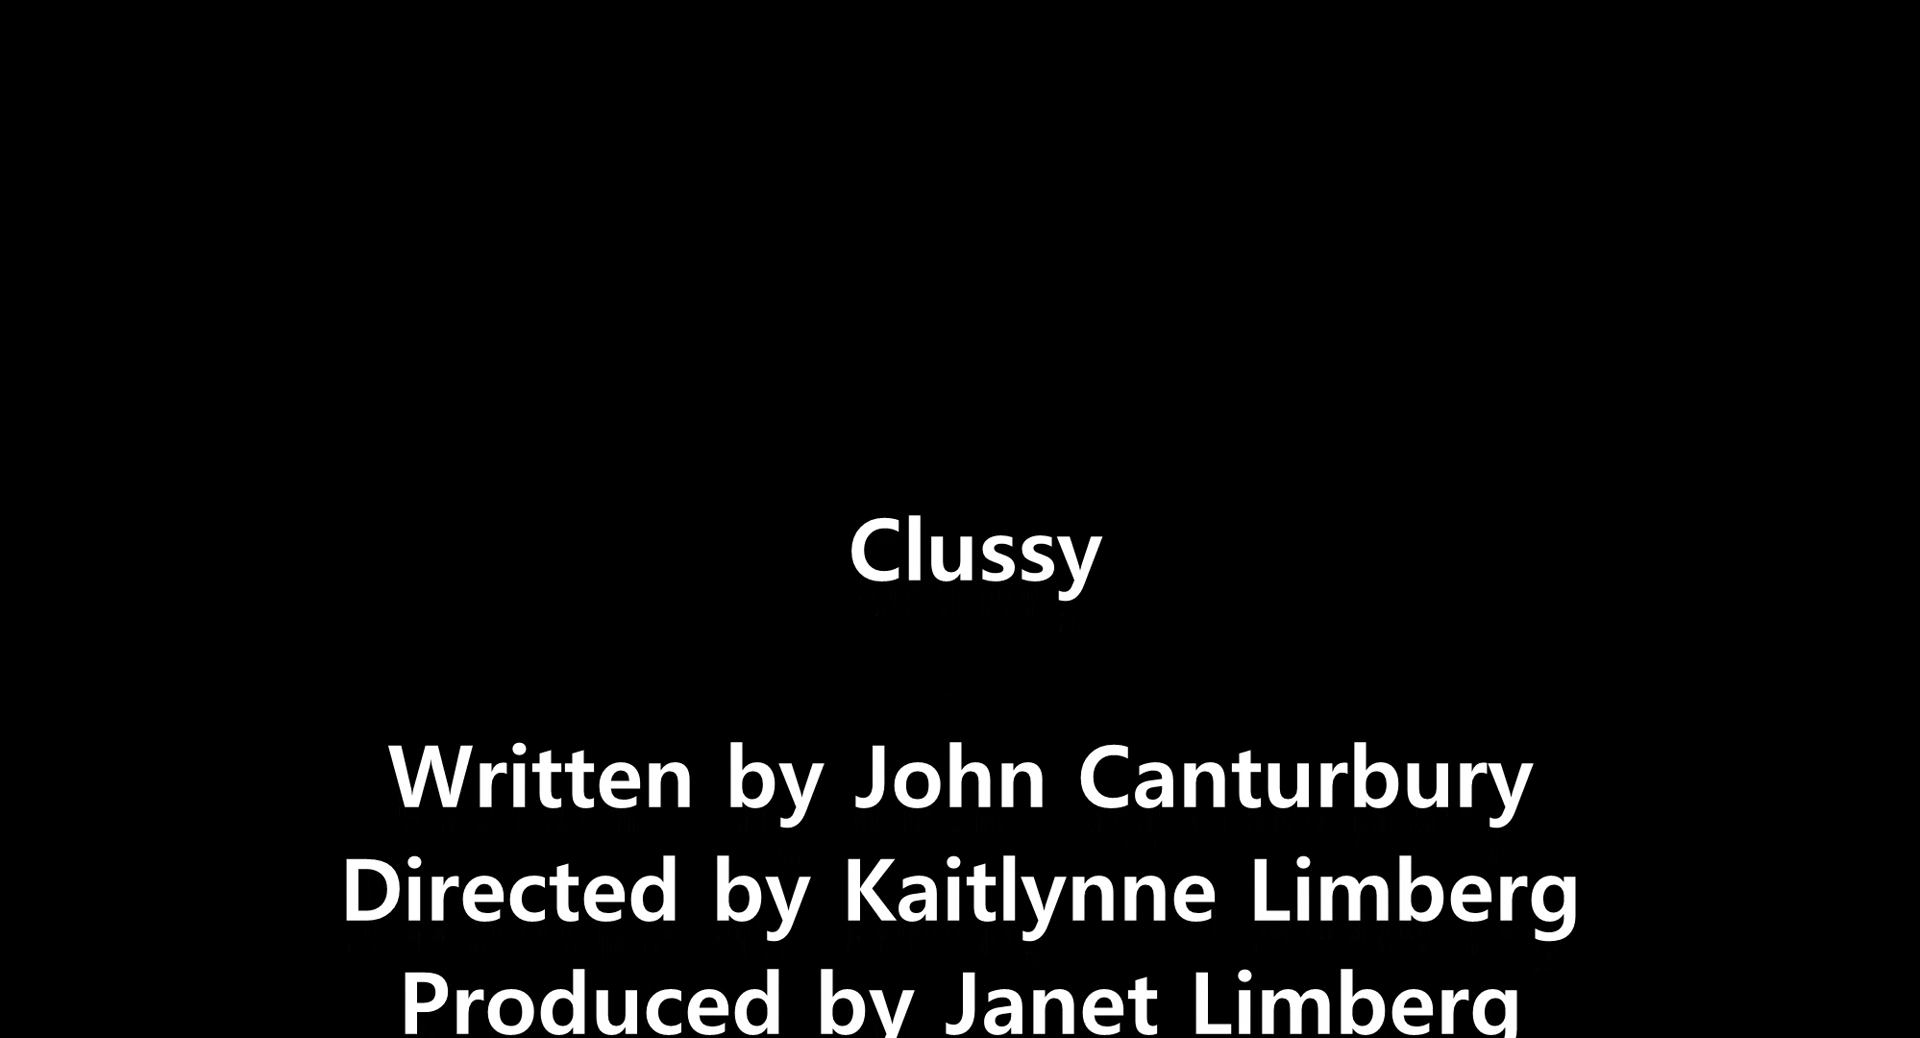 Clussy
Written by John Canturbury
Directed by Kaitlynne Limberg
Produced by Janet Limberg